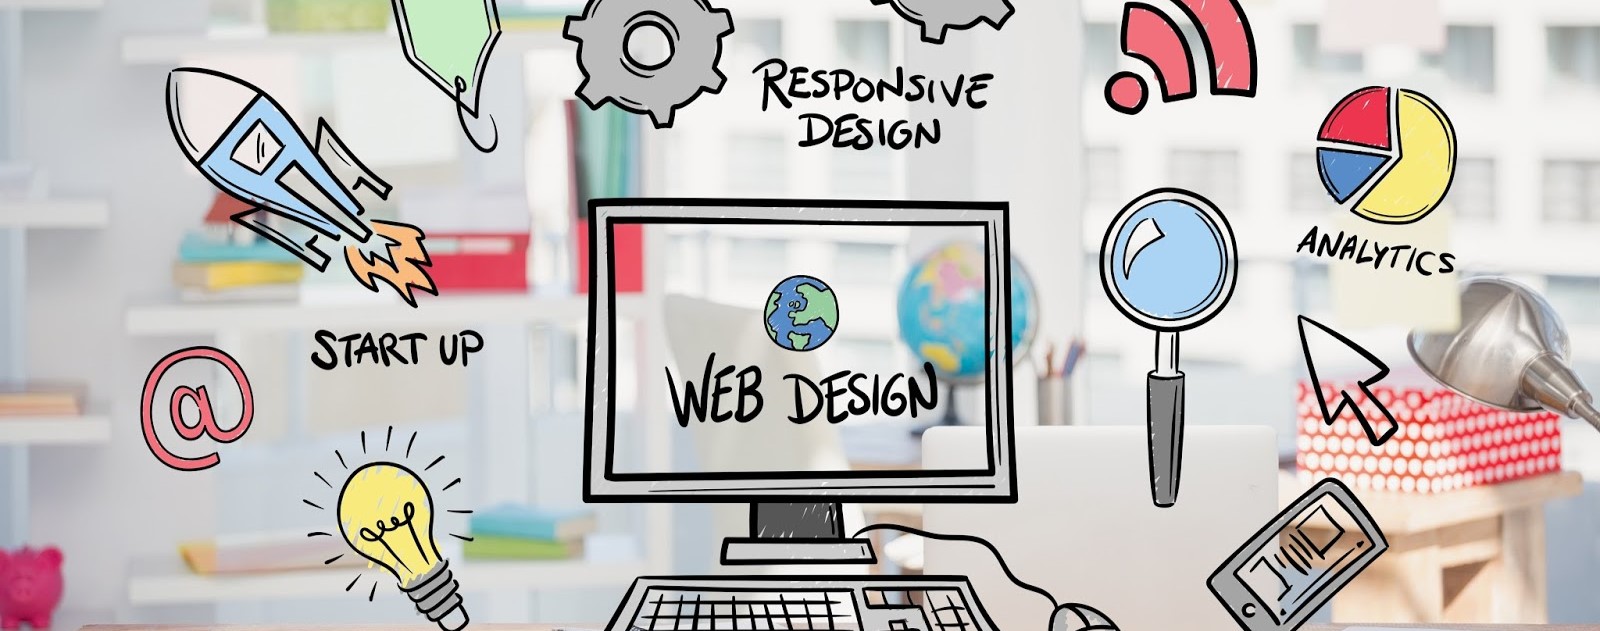 RESPONSIVE
DESIGN
ANALYTICS
START UP
@
WEB DESIGN